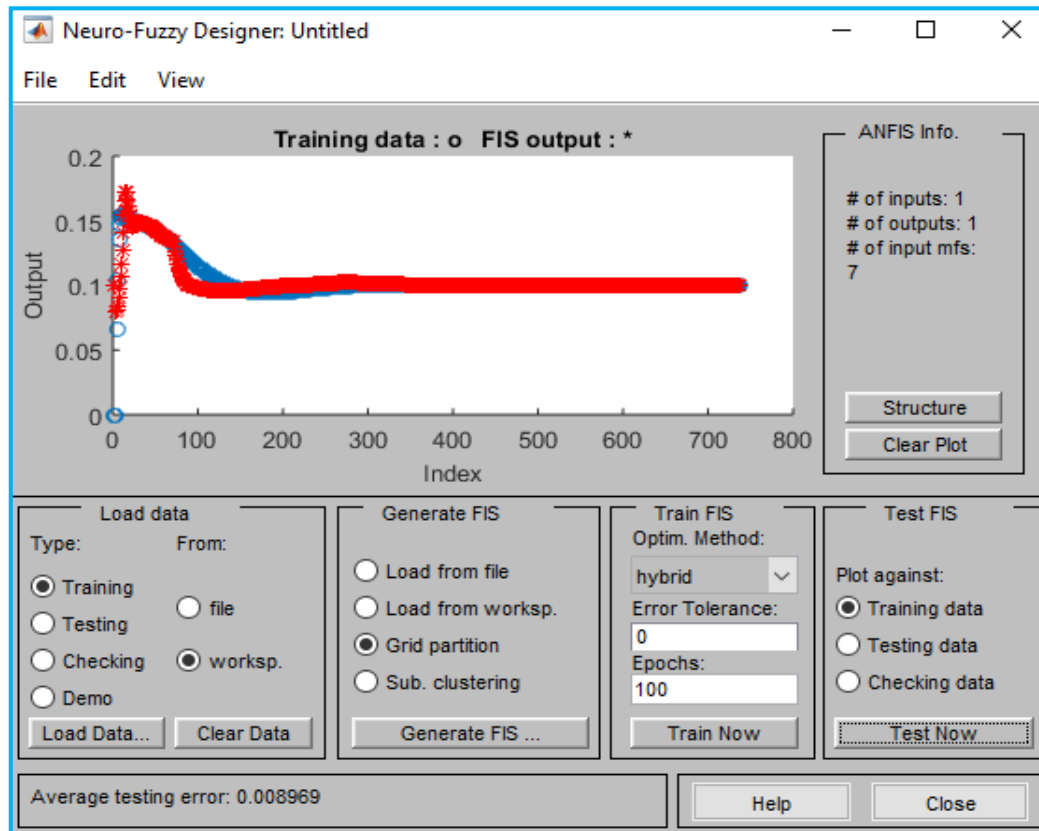 Neuro-Fuzzy Designer: Untitled
File Edit View
Training data : o FIS output : *
0.2
0.15
0.1
0.05
0
Output
0 100 200 300 400 500 600 700 800
Index
ANFIS Info.
# of inputs: 1
# of outputs: 1
# of input mfs:
7
Structure
Clear Plot
Load data
Type: From:
Training
file
Testing
Checking
worksp.
Demo
Load Data... Clear Data
Generate FIS
Load from file
Load from worksp.
Grid partition
Sub. clustering
Generate FIS ...
Train FIS
Optim. Method:
hybrid
Error Tolerance:
0
Epochs:
100
Train Now
Test FIS
Plot against:
Training data
Testing data
Checking data
Test Now
Average testing error: 0.008969
Help
Close